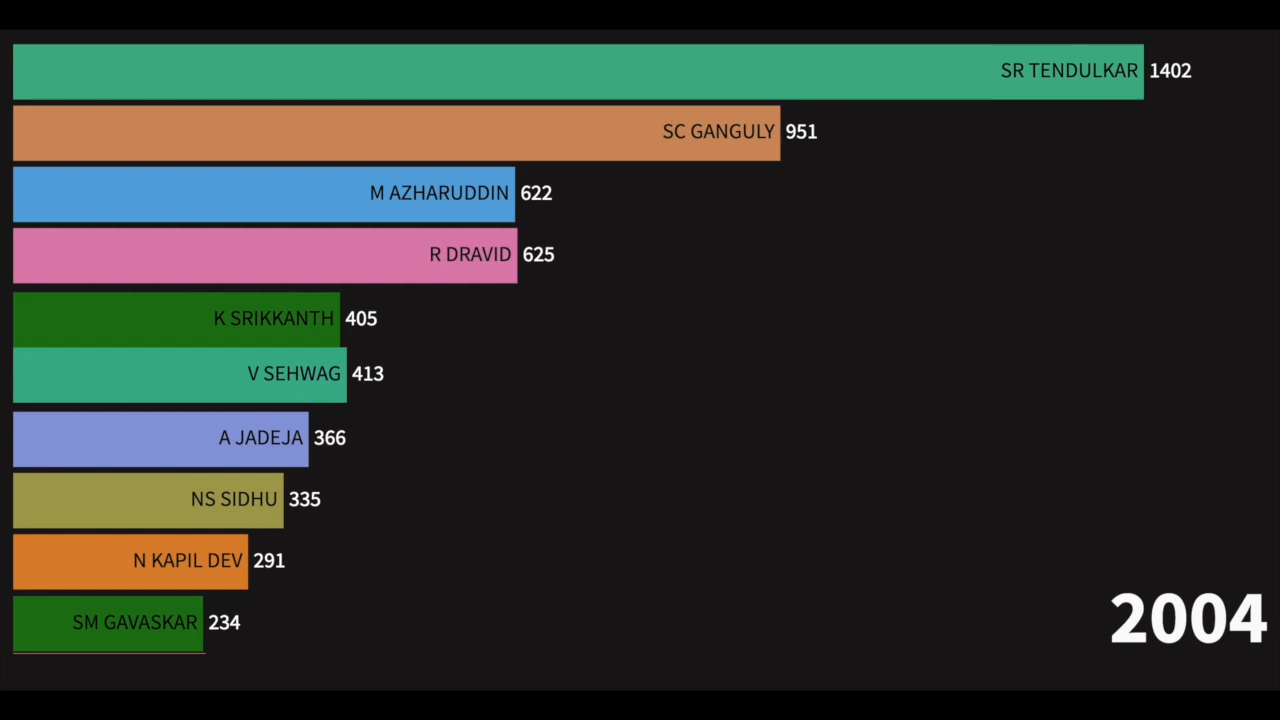 SR TENDULKAR 1402
SC GANGULY 951
M AZHARUDDIN 622
R DRAVID 625
K SRIKKANTH 405
V SEHWAG 413
A JADEJA 366
NS SIDHU 335
N KAPIL DEV 291
SM GAVASKAR 234
2004